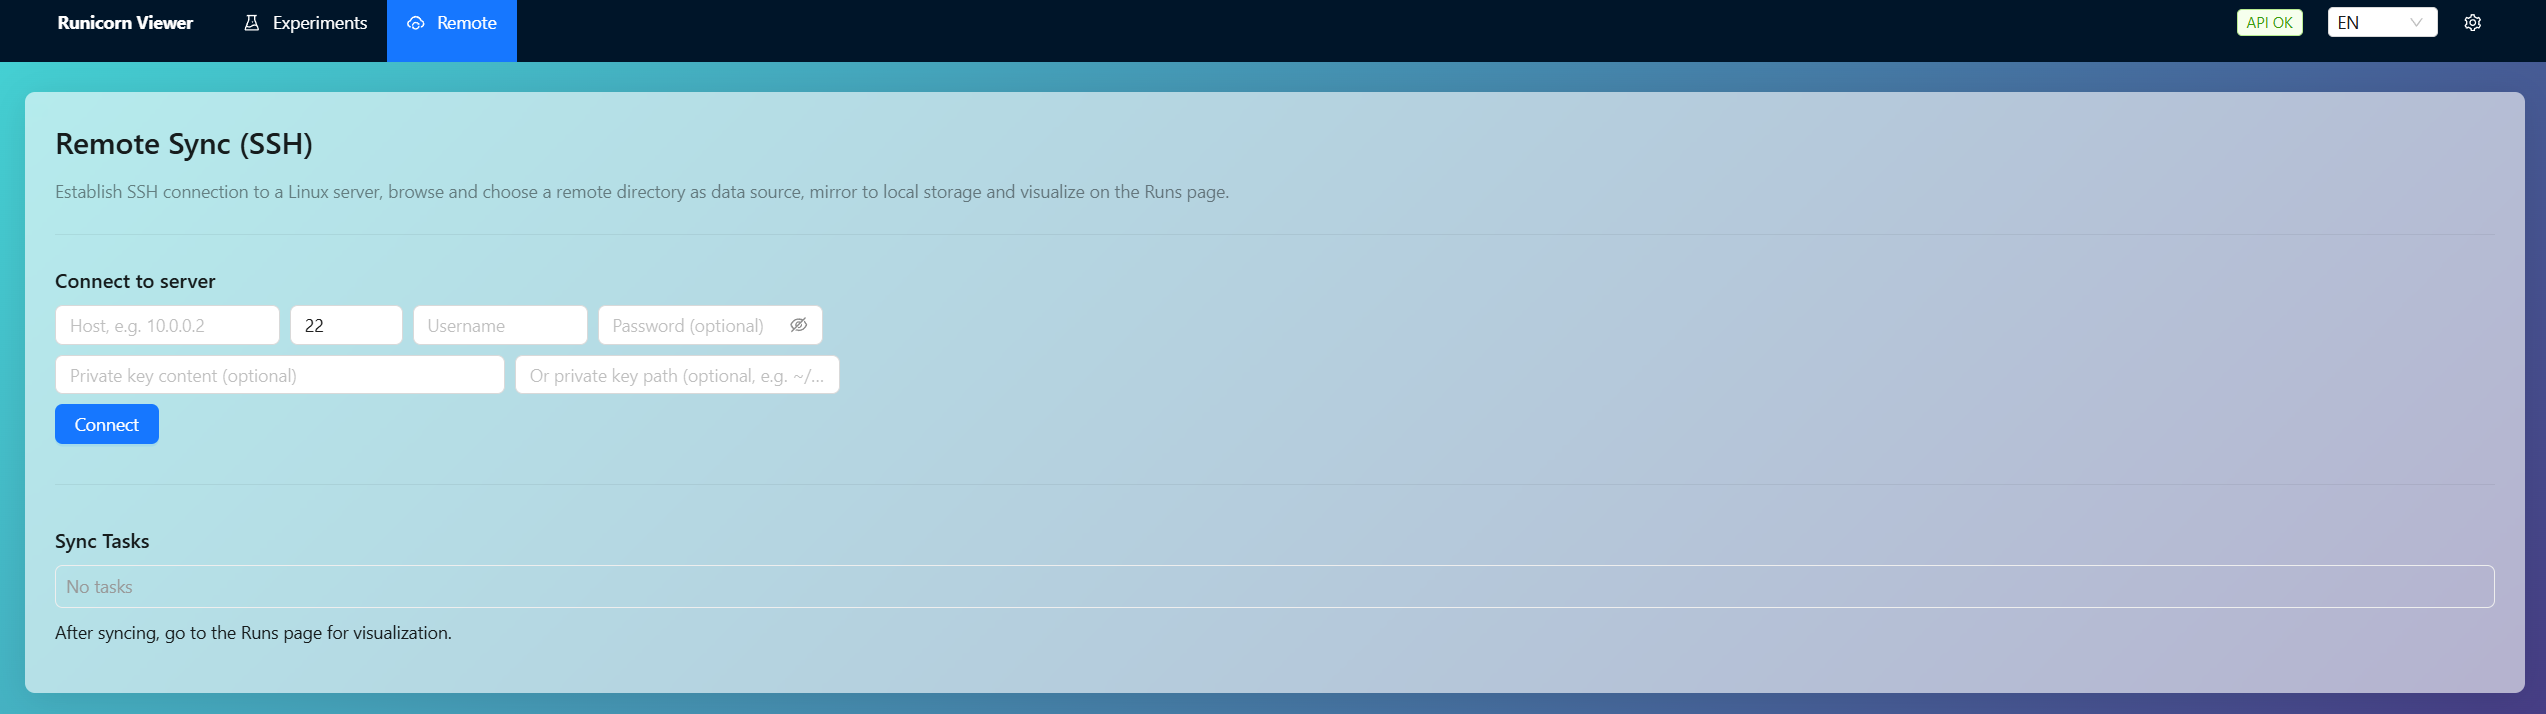 Runicorn Viewer Experiments Remote API OK EN
Remote Sync (SSH)
Establish SSH connection to a Linux server, browse and choose a remote directory as data source, mirror to local storage and visualize on the Runs page.
Connect to server
Host, e.g. 10.0.0.2 22 Username Password (optional)
Private key content (optional) Or private key path (optional, e.g. ~/...
Connect
Sync Tasks
No tasks
After syncing, go to the Runs page for visualization.